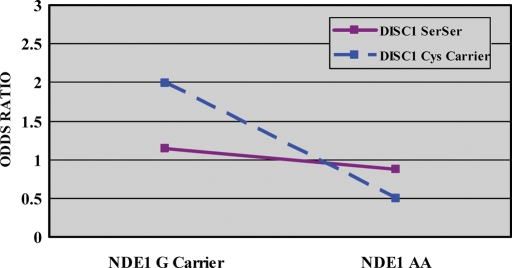 3
DISC1 SerSer
2.5
DISC1 Cys Carrier
2
1.5
1
0.5
0
ODDS RATIO
NDE1 G Carrier
NDE1 AA